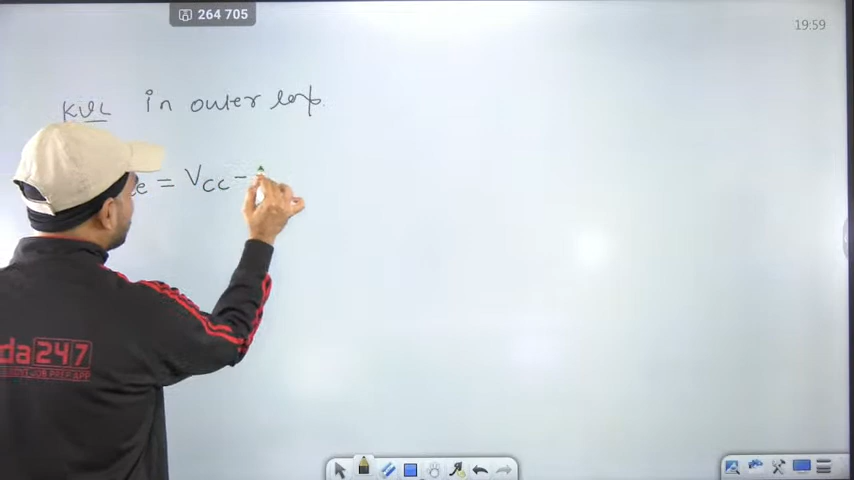 264 705
19:59
KVL in outer loop.
e = Vcc -
da247